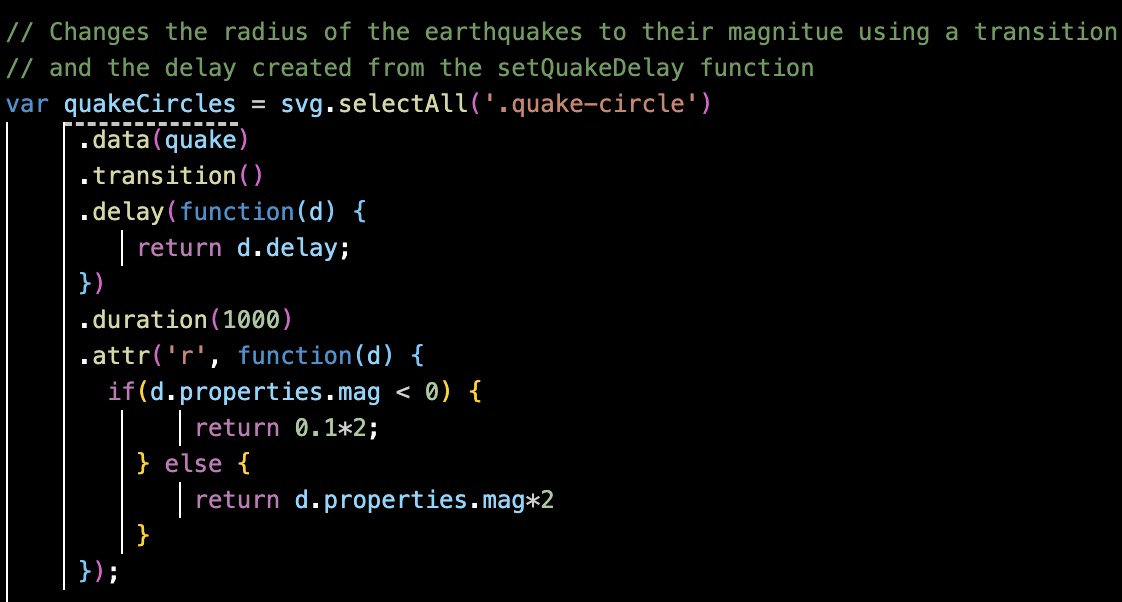 // Changes the radius of the earthquakes to their magnitue using a transition
// and the delay created from the setQuakeDelay function
var quakeCircles = svg.selectAll('.quake-circle')
.data(quake)
.transition()
.delay(function(d) {
return d.delay;
})
.duration(1000)
.attr('r', function(d) {
if(d.properties.mag < 0) {
return 0.1*2;
} else {
return d.properties.mag*2
}
});